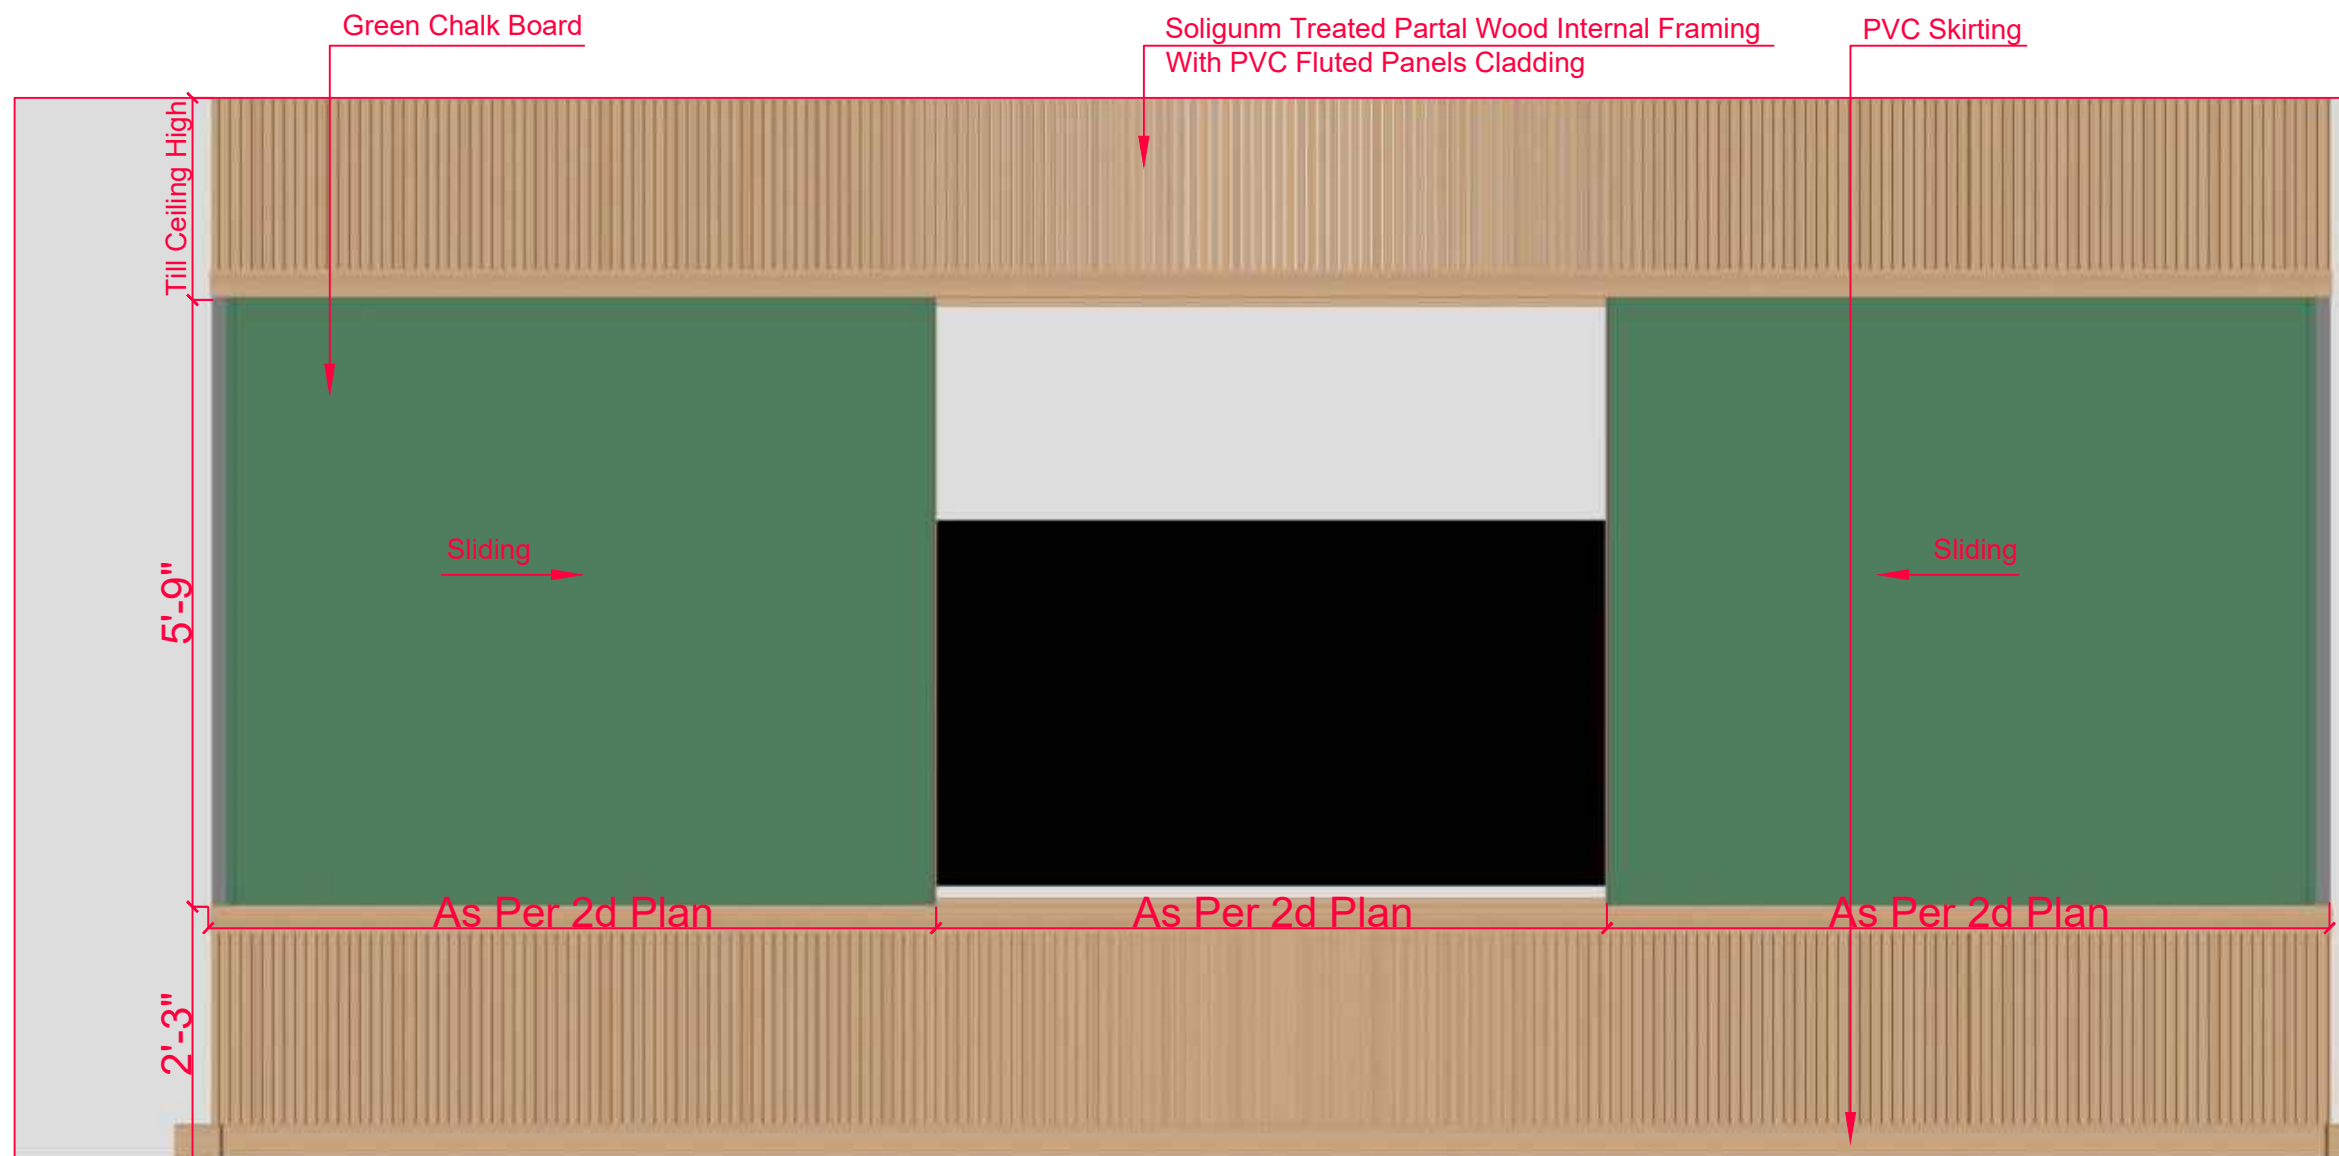 Green Chalk Board
Soligunm Treated Partal Wood Internal Framing
With PVC Fluted Panels Cladding
PVC Skirting
Till Ceiling High
Sliding
Sliding
5'-9"
As Per 2d Plan
As Per 2d Plan
As Per 2d Plan
2'-3"